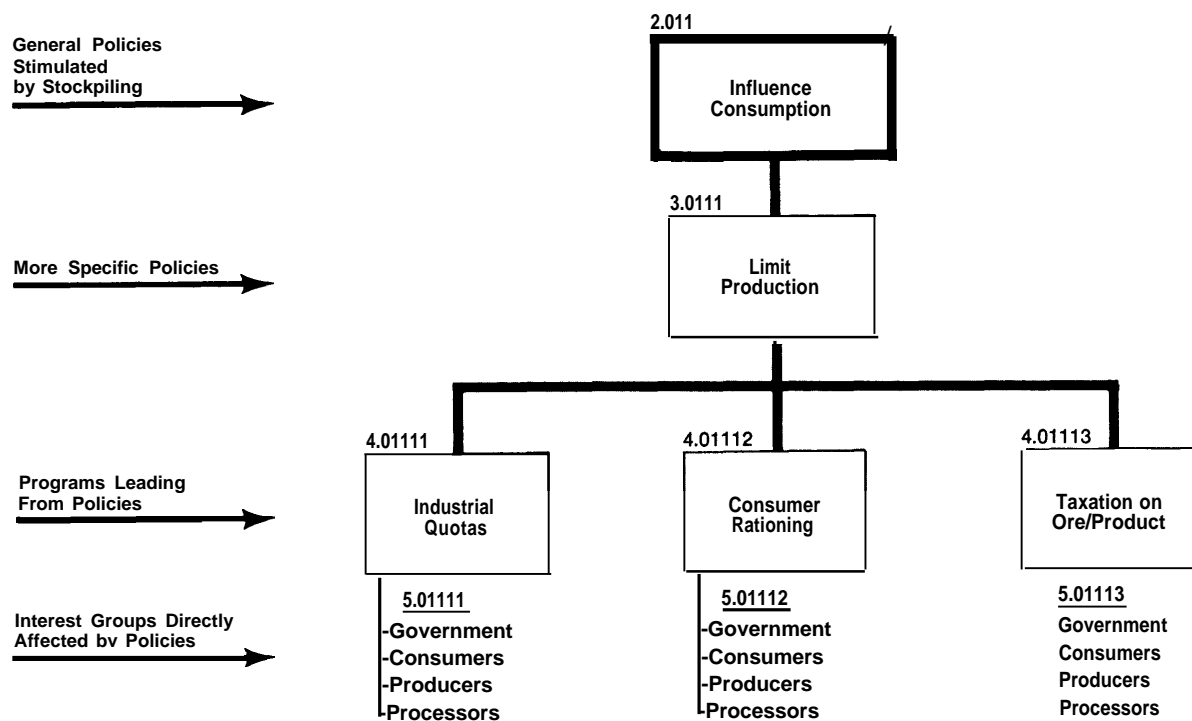 General Policies
Stimulated
by Stockpiling
2.011
Influence
Consumption
More Specific Policies
3.0111
Limit
Production
Programs Leading
From Policies
4.01111
Industrial
Quotas
4.01112
Consumer
Rationing
4.01113
Taxation on
Ore/Product
Interest Groups Directly
Affected bv Policies
5.01111
-Government
-Consumers
-Producers
-Processors
5.01112
-Government
-Consumers
-Producers
-Processors
5.01113
Government
Consumers
Producers
Processors